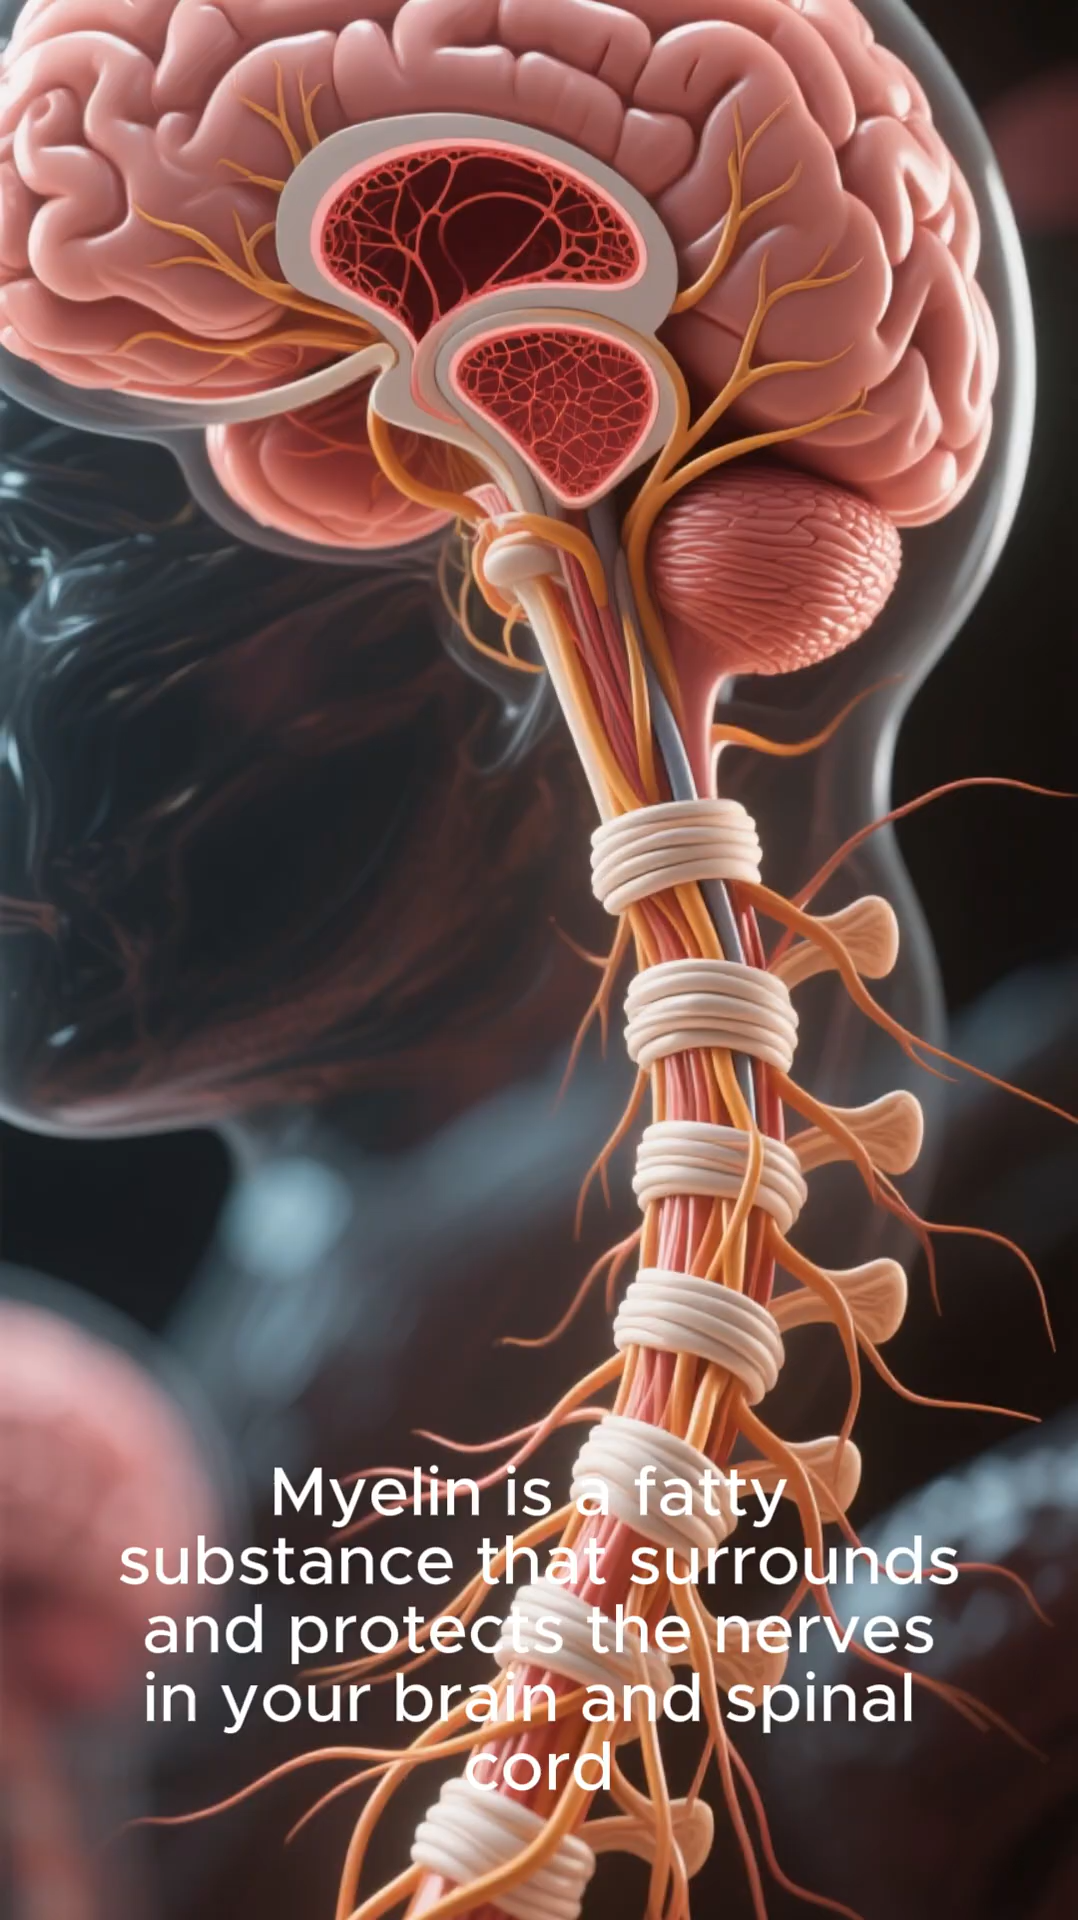 Myelin is a fatty
substance that surrounds
and protects the nerves
in your brain and spinal
cord